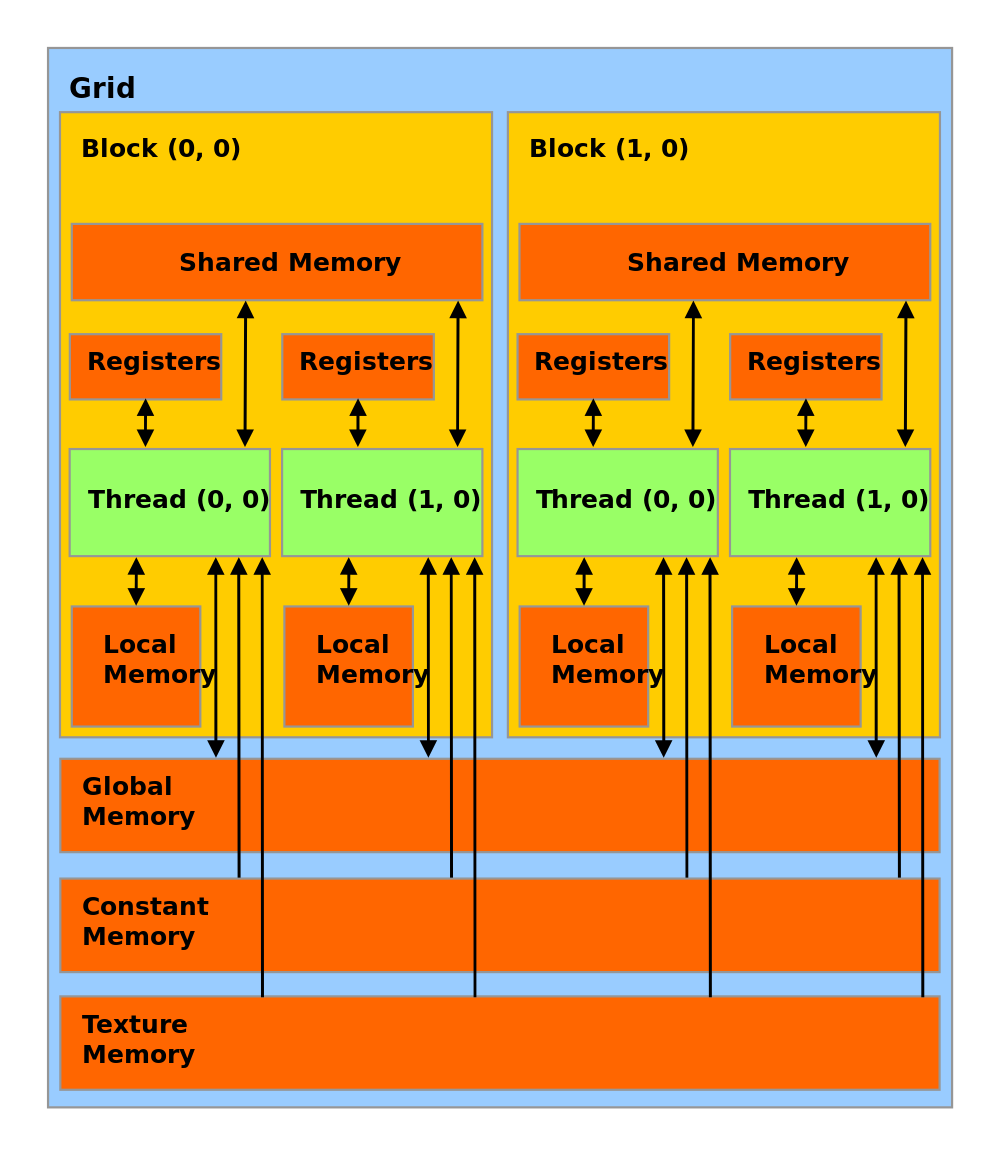 Grid
Block (0, 0)
Shared Memory
Registers
Registers
Thread (0, 0)
Thread (1, 0)
Local
Memory
Local
Memory
Block (1, 0)
Shared Memory
Registers
Registers
Thread (0, 0)
Thread (1, 0)
Local
Memory
Local
Memory
Global
Memory
Constant
Memory
Texture
Memory